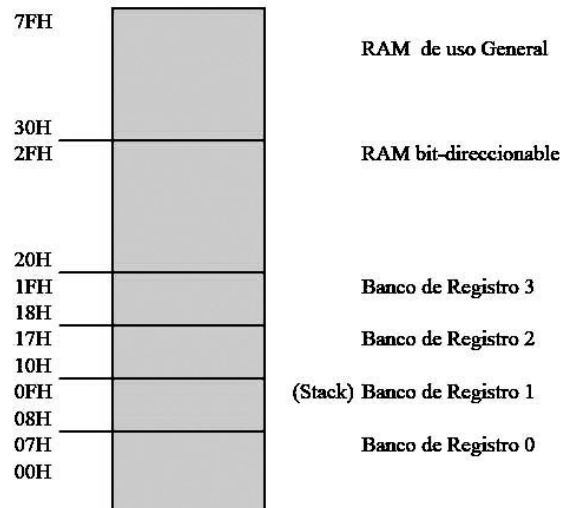 7FH
RAM de uso General
30H
2FH RAM bit-direccionable
20H
1FH Banco de Registro 3
18H
17H Banco de Registro 2
10H
0FH (Stack) Banco de Registro 1
08H
07H Banco de Registro 0
00H